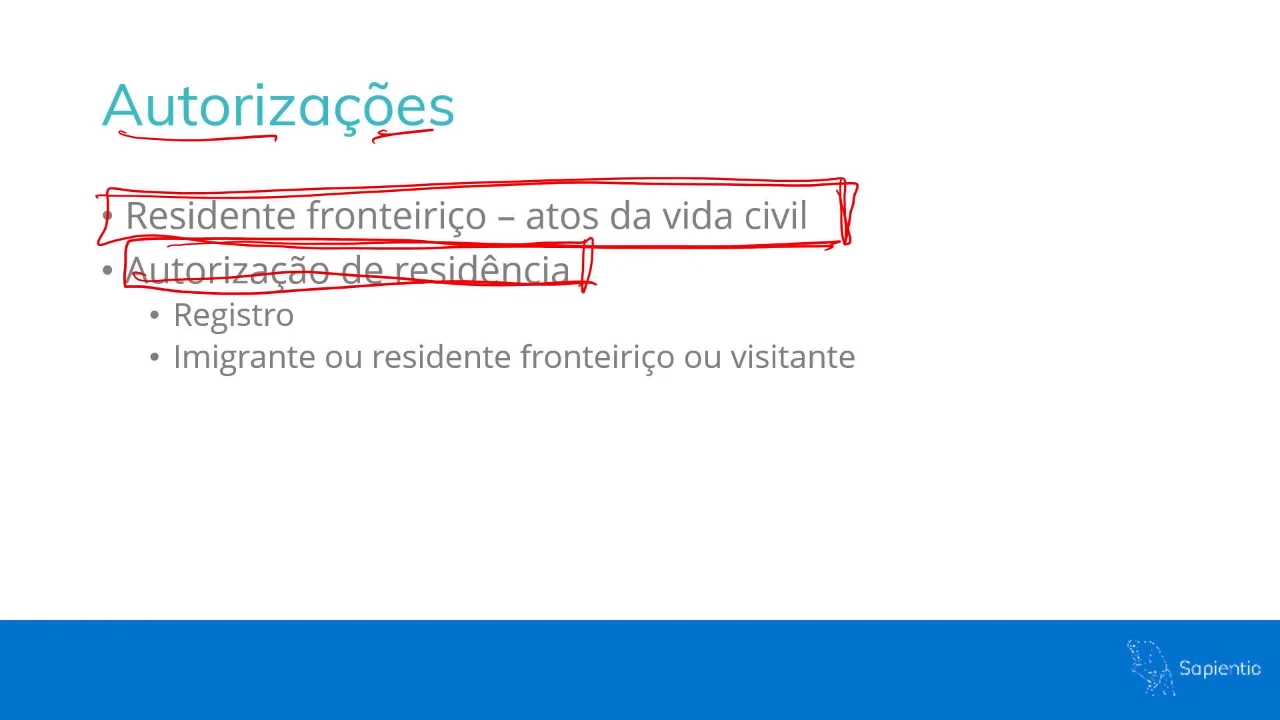 Autorizações
• Residente fronteiriço – atos da vida civil
• Autorização de residência
• Registro
• Imigrante ou residente fronteiriço ou visitante
Sapientia